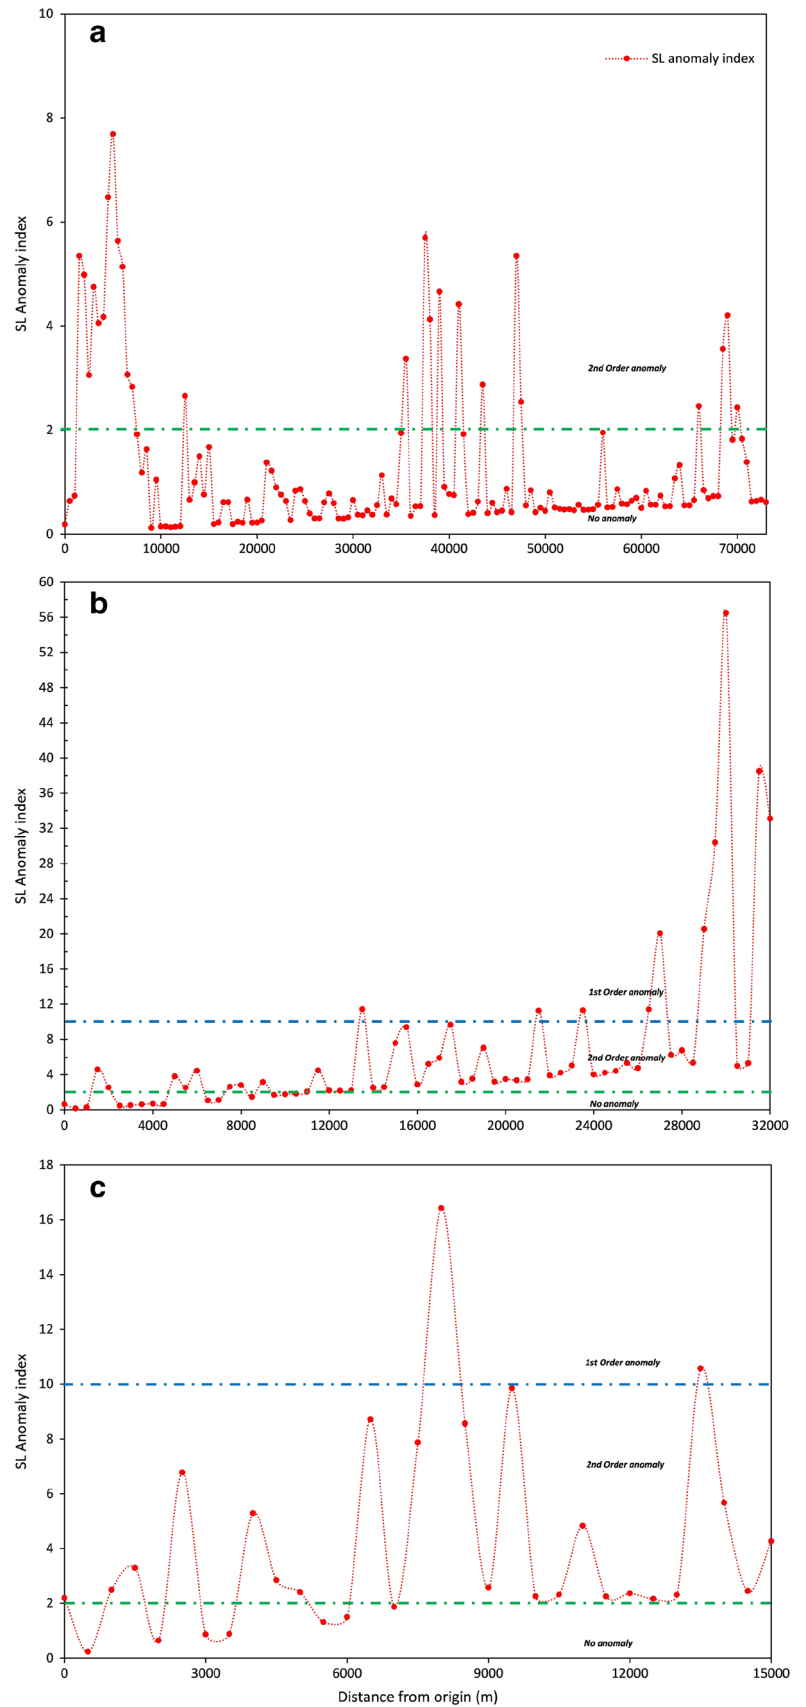 a
SL anomaly index
SL Anomaly index
10
8
6
4
2
0
2nd Order anomaly
No anomaly
0 10000 20000 30000 40000 50000 60000 70000
b
SL Anomaly index
60
56
52
48
44
40
36
32
28
24
20
16
12
8
4
0
1st Order anomaly
2nd Order anomaly
No anomaly
0 4000 8000 12000 16000 20000 24000 28000 32000
c
SL Anomaly index
18
16
14
12
10
8
6
4
2
0
1st Order anomaly
2nd Order anomaly
No anomaly
0 3000 6000 9000 12000 15000
Distance from origin (m)